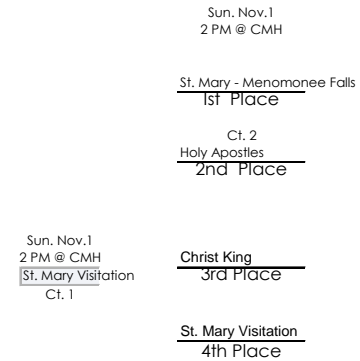 Sun. Nov.1
2 PM @ CMH
St. Mary - Menomonee Falls
Ist Place
Ct. 2
Holy Apostles
2nd Place
Sun. Nov.1
2 PM @ CMH
St. Mary Visitation
Ct. 1
Christ King
3rd Place
St. Mary Visitation
4th Place